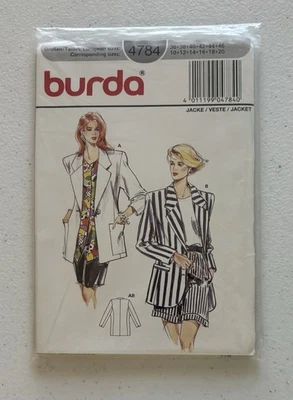 4784
36•38•40•42•44•46
Corresponding sizes: 10•12•14•16•18•20
burda®
4 011199 047840
JACKE / VESTE / JACKET
A
B
AB